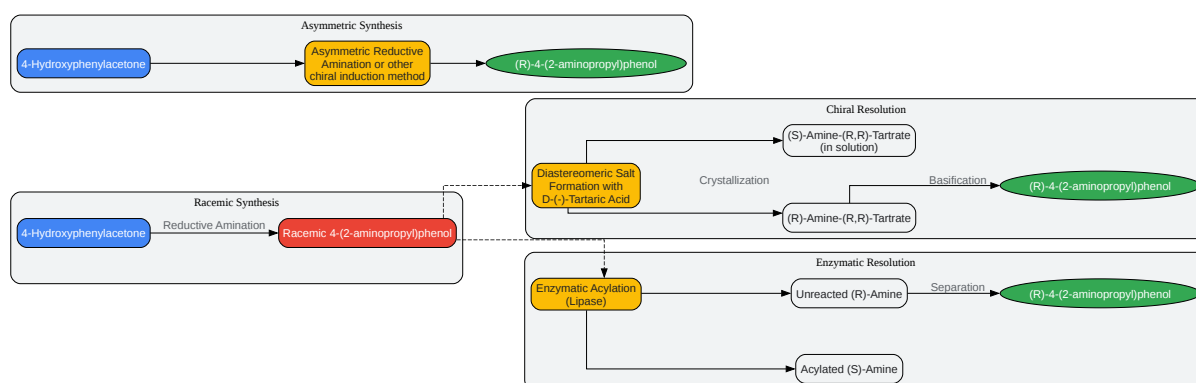 Asymmetric Synthesis
4-Hydroxyphenylacetone
Asymmetric Reductive
Amination or other
chiral induction method
(R)-4-(2-aminopropyl)phenol
Chiral Resolution
Diastereomeric Salt
Formation with
D-(-)-Tartaric Acid
(S)-Amine-(R,R)-Tartrate
(in solution)
Crystallization
(R)-Amine-(R,R)-Tartrate
Basification
(R)-4-(2-aminopropyl)phenol
Racemic Synthesis
4-Hydroxyphenylacetone
Reductive Amination
Racemic 4-(2-aminopropyl)phenol
Enzymatic Resolution
Enzymatic Acylation
(Lipase)
Unreacted (R)-Amine
Separation
(R)-4-(2-aminopropyl)phenol
Acylated (S)-Amine